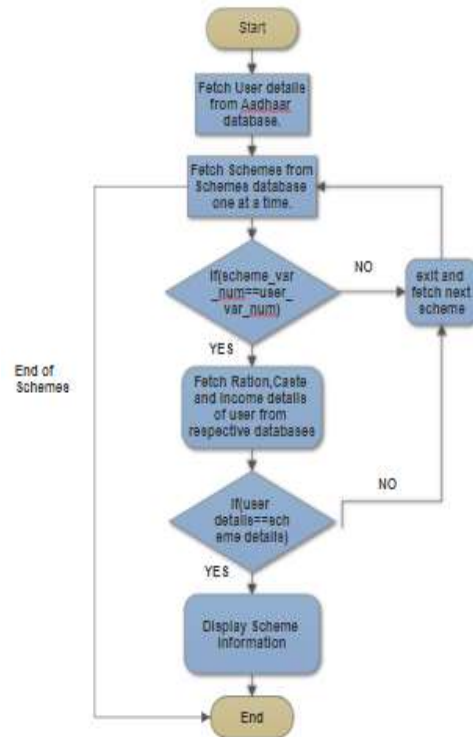 Start
Fetch User details
from Aadhaar
database.
Fetch Schemes from
Schemes database
one at a time.
If(scheme_var
_num==user_
var_num)
NO
exit and
fetch next
scheme
YES
End of
Schemes
Fetch Ration,Caste
and Income details
of user from
respective databases
If(user
details==sch
eme details)
NO
YES
Display Scheme
Information
End